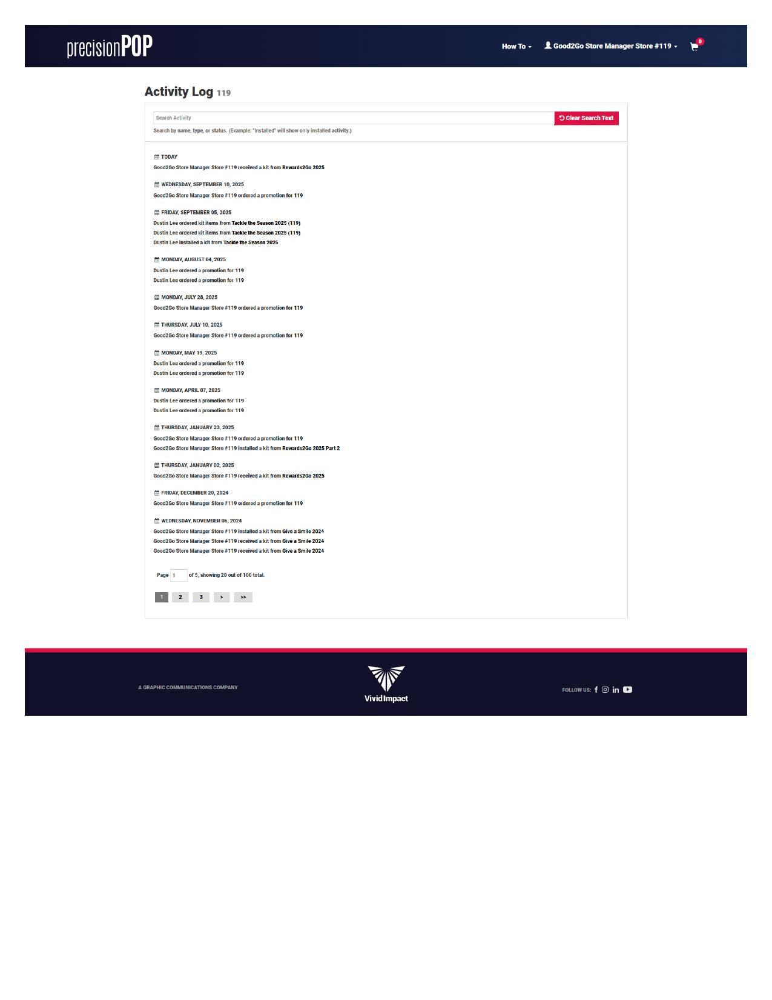 precisionPOP
How To
Good2Go Store Manager Store #119
0
Activity Log 119
Search Activity
Clear Search Text
Search by name, type, or status. (Example: "Installed" will show only installed activity.)
TODAY
Good2Go Store Manager Store #119 received a kit from Rewards2Go 2025
WEDNESDAY, SEPTEMBER 10, 2025
Good2Go Store Manager Store #119 ordered a promotion for 119
FRIDAY, SEPTEMBER 05, 2025
Dustin Lee ordered kit items from Tackle the Season 2025 (119)
Dustin Lee ordered kit items from Tackle the Season 2025 (119)
Dustin Lee installed a kit from Tackle the Season 2025
MONDAY, AUGUST 04, 2025
Dustin Lee ordered a promotion for 119
Dustin Lee ordered a promotion for 119
MONDAY, JULY 28, 2025
Good2Go Store Manager Store #119 ordered a promotion for 119
THURSDAY, JULY 10, 2025
Good2Go Store Manager Store #119 ordered a promotion for 119
MONDAY, MAY 19, 2025
Dustin Lee ordered a promotion for 119
Dustin Lee ordered a promotion for 119
MONDAY, APRIL 07, 2025
Dustin Lee ordered a promotion for 119
Dustin Lee ordered a promotion for 119
THURSDAY, JANUARY 23, 2025
Good2Go Store Manager Store #119 ordered a promotion for 119
Good2Go Store Manager Store #119 installed a kit from Rewards2Go 2025 Part 2
THURSDAY, JANUARY 02, 2025
Good2Go Store Manager Store #119 received a kit from Rewards2Go 2025
FRIDAY, DECEMBER 20, 2024
Good2Go Store Manager Store #119 ordered a promotion for 119
WEDNESDAY, NOVEMBER 06, 2024
Good2Go Store Manager Store #119 installed a kit from Give a Smile 2024
Good2Go Store Manager Store #119 received a kit from Give a Smile 2024
Good2Go Store Manager Store #119 received a kit from Give a Smile 2024
Page 1 of 5, showing 20 out of 100 total.
1 2 3 > >>
A GRAPHIC COMMUNICATIONS COMPANY
Vivid Impact
FOLLOW US: